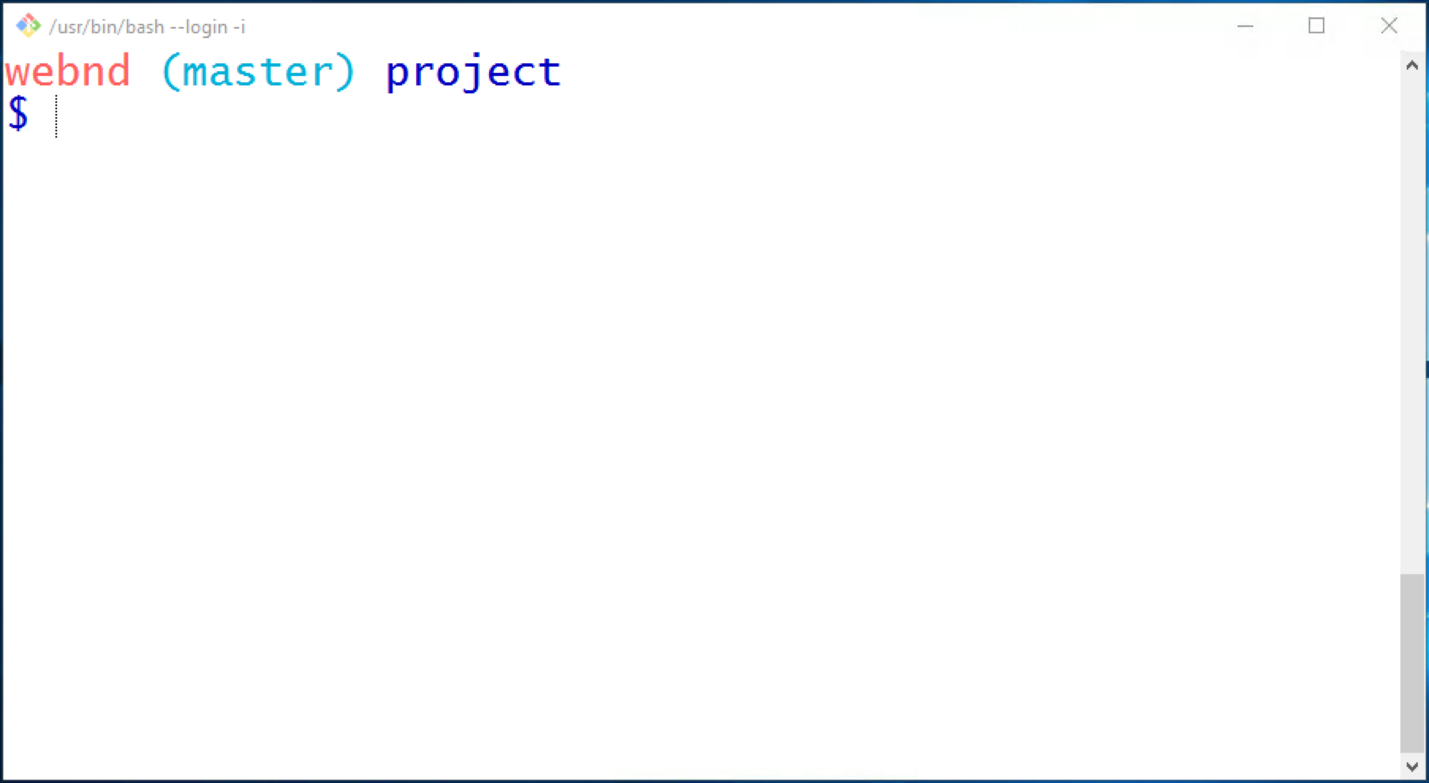 /usr/bin/bash --login -i
webnd (master) project
$